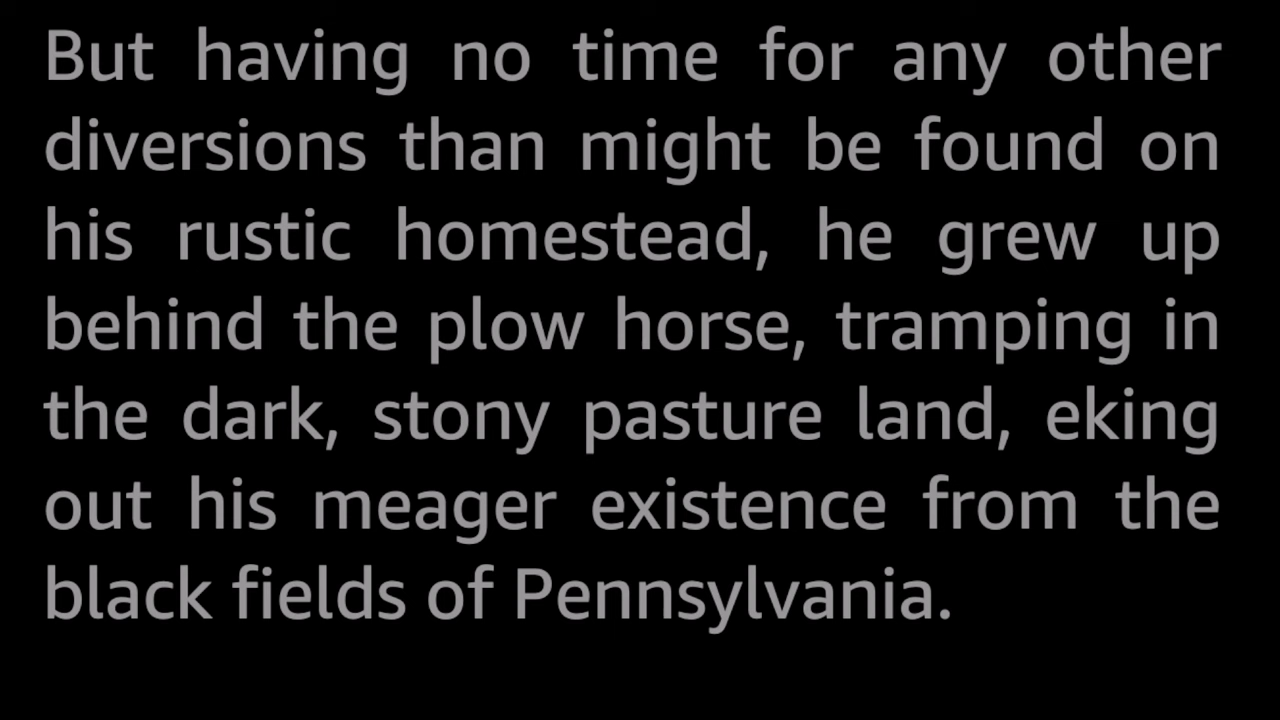 But having no time for any other
diversions than might be found on
his rustic homestead, he grew up
behind the plow horse, tramping in
the dark, stony pasture land, eking
out his meager existence from the
black fields of Pennsylvania.